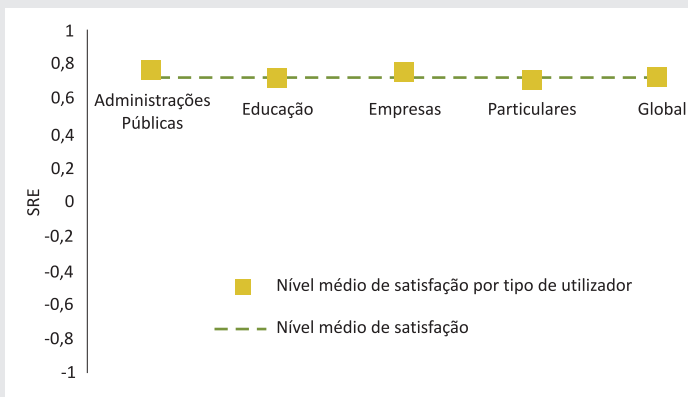 1
0,8
0,6
0,4
0,2
0
-0,2
-0,4
-0,6
-0,8
-1
SRE
Administrações
Públicas
Educação
Empresas
Particulares
Global
Nível médio de satisfação por tipo de utilizador
Nível médio de satisfação